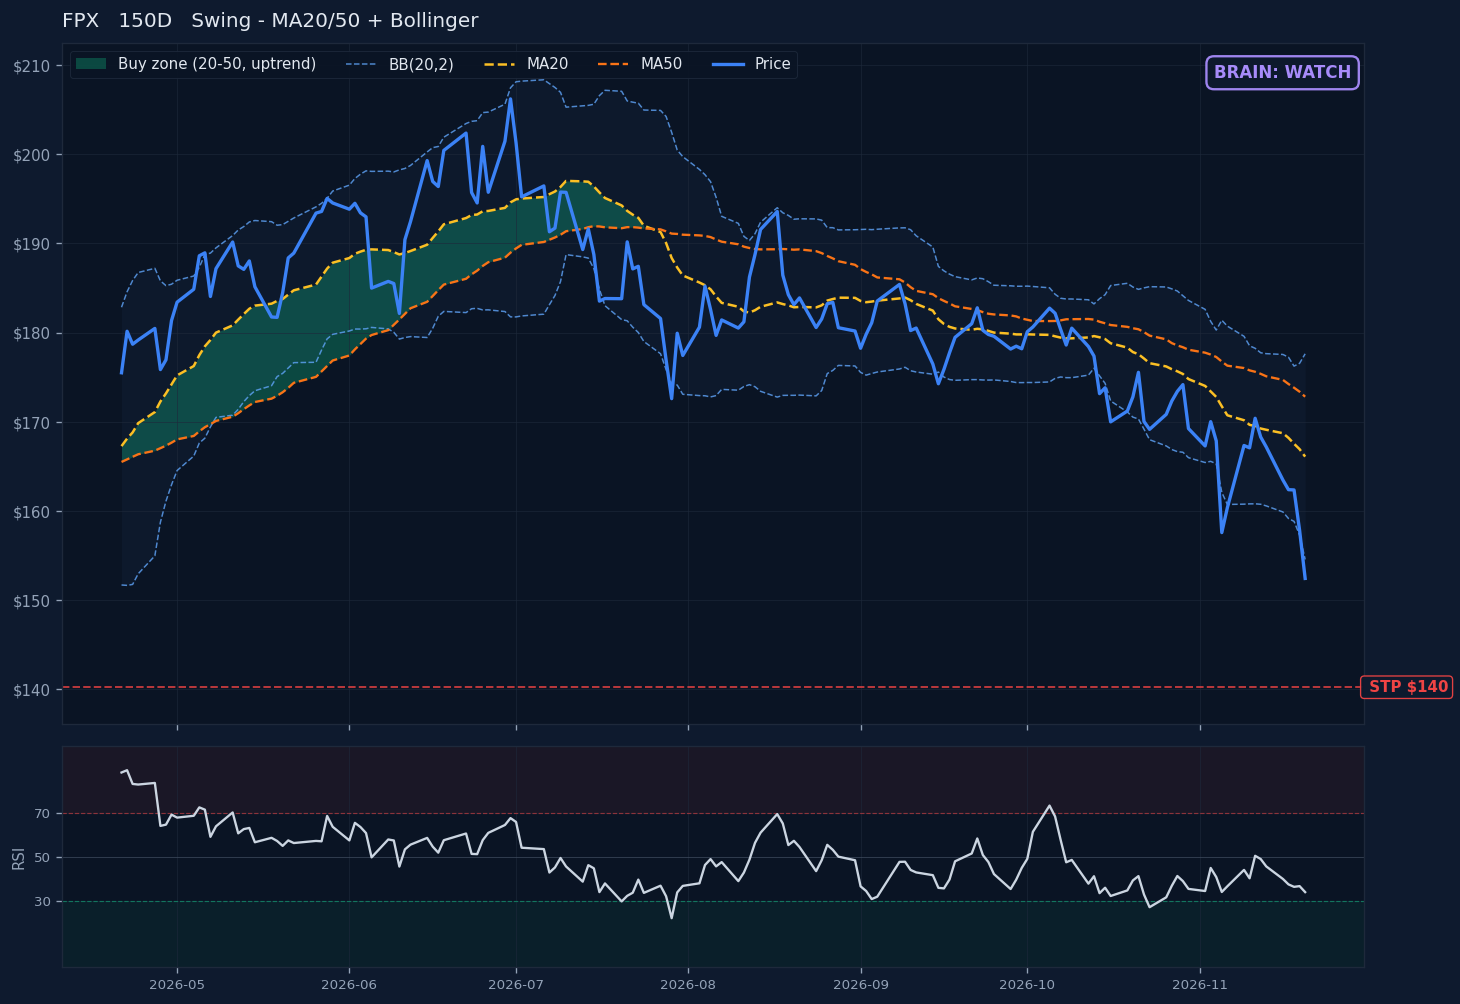 FPX   150D   Swing - MA20/50 + Bollinger
Buy zone (20-50, uptrend)
BB(20,2)
MA20
MA50
Price
BRAIN: WATCH
$210
$200
$190
$180
$170
$160
$150
$140
STP $140
RSI
70
50
30
2026-05
2026-06
2026-07
2026-08
2026-09
2026-10
2026-11